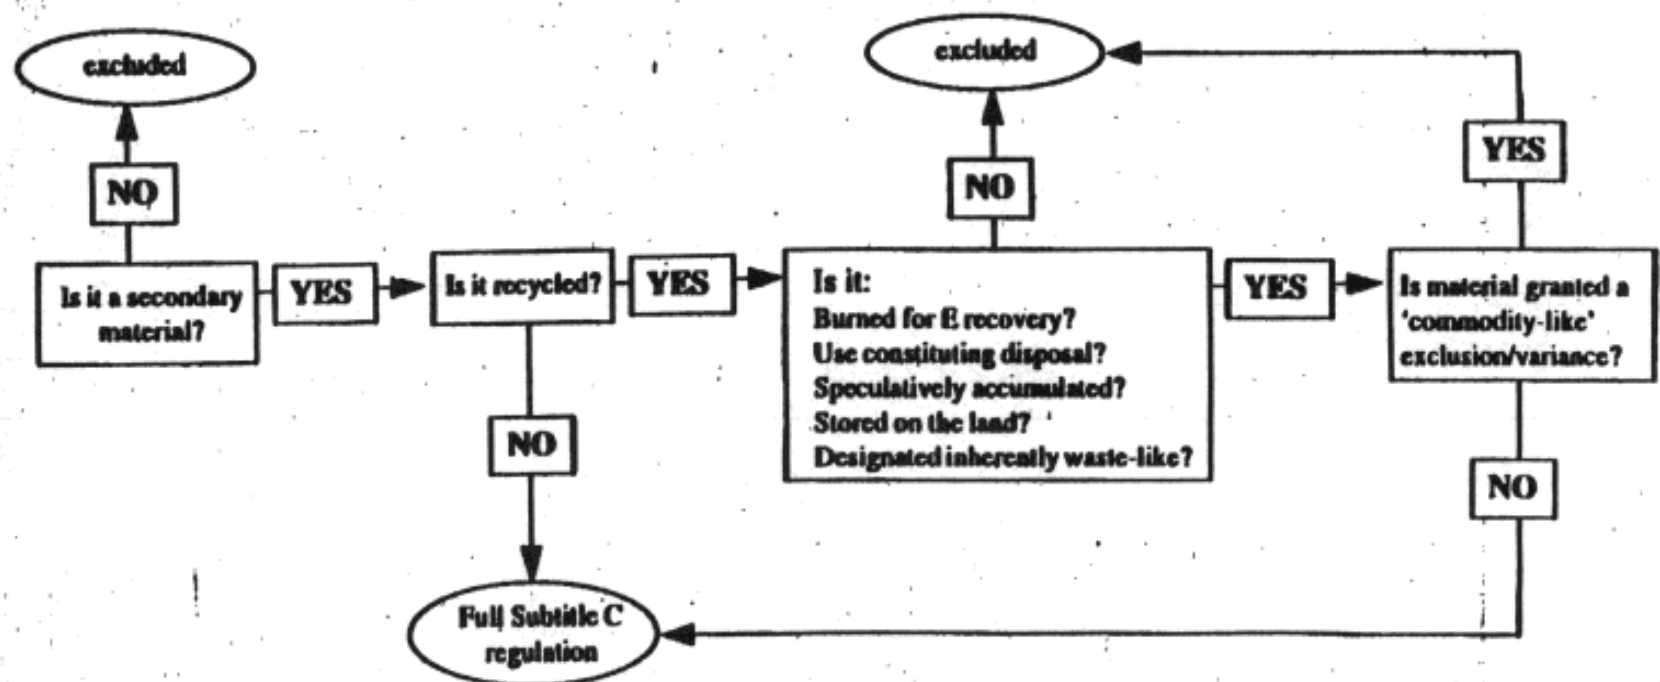 excluded
NO
Is it a secondary
material?
YES
Is it recycled?
NO
Full Subtitle C
regulation
YES
Is it:
Burned for E recovery?
Use constituting disposal?
Speculatively accumulated?
Stored on the land?
Designated inherently waste-like?
NO
excluded
YES
Is material granted a
'commodity-like'
exclusion/variance?
YES
NO